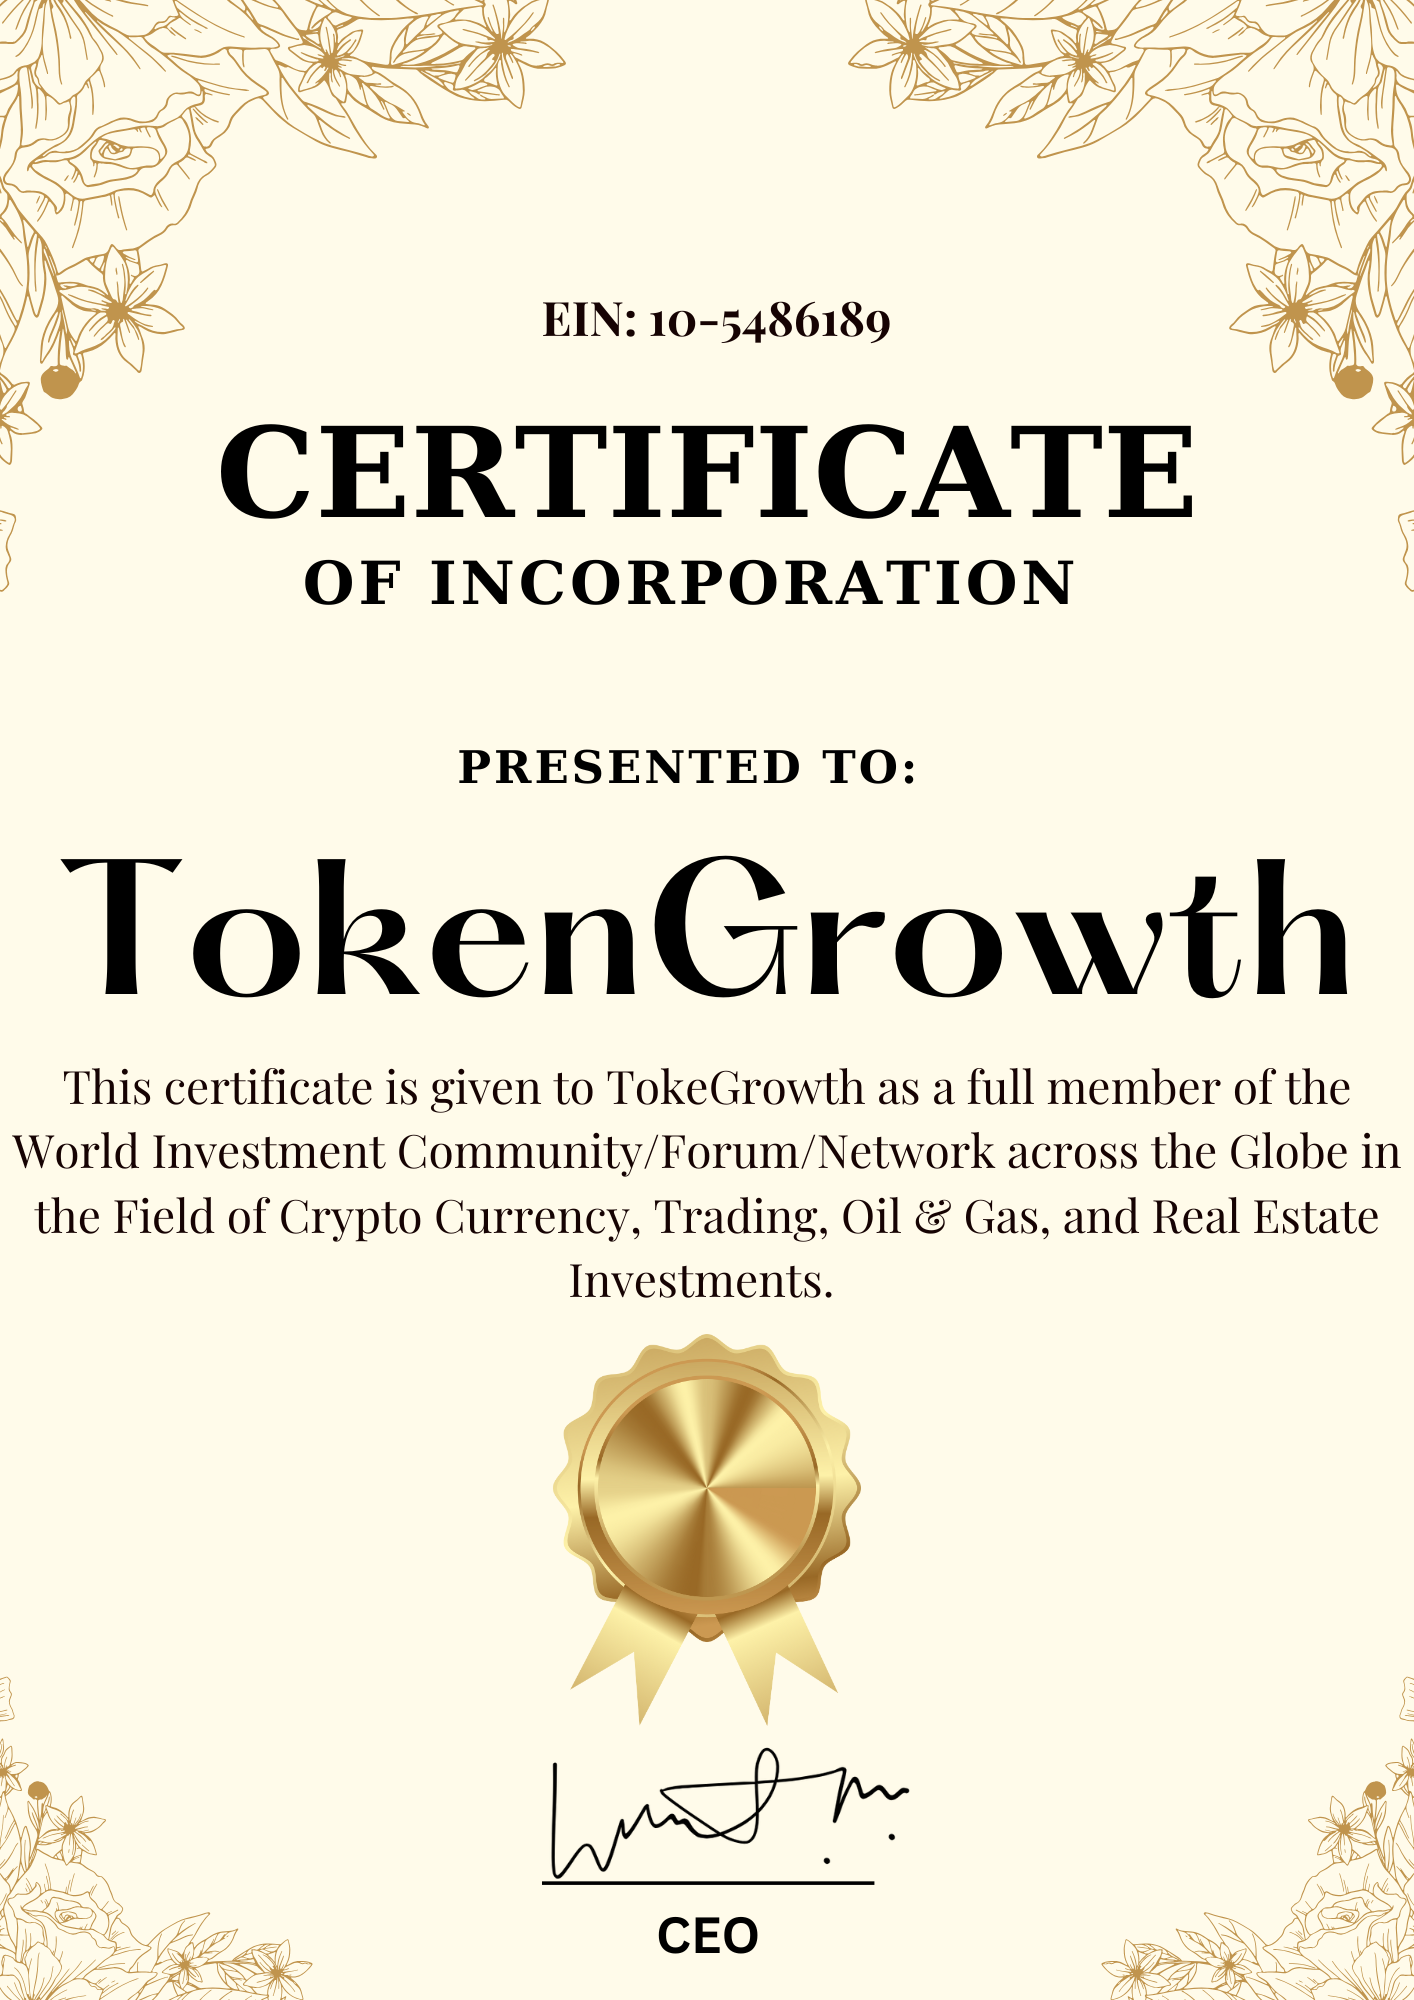 EIN: 10-5486189
CERTIFICATE
OF INCORPORATION
PRESENTED TO:
TokenGrowth
This certificate is given to TokeGrowth as a full member of the
World Investment Community/Forum/Network across the Globe in
the Field of Crypto Currency, Trading, Oil & Gas, and Real Estate
Investments.
CEO